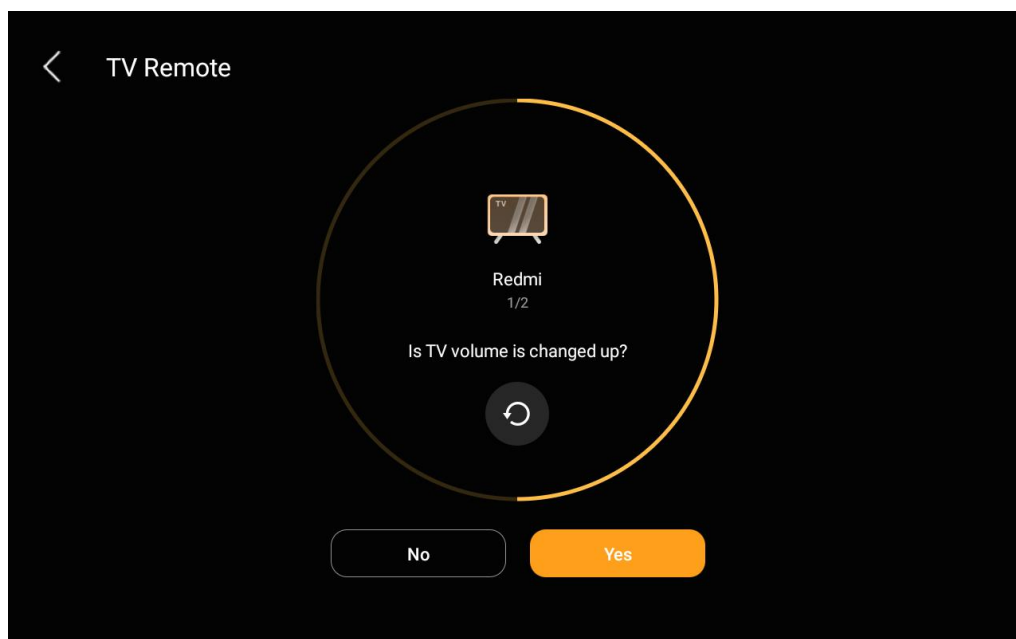 TV Remote
TV
Redmi
1/2
Is TV volume is changed up?
No
Yes